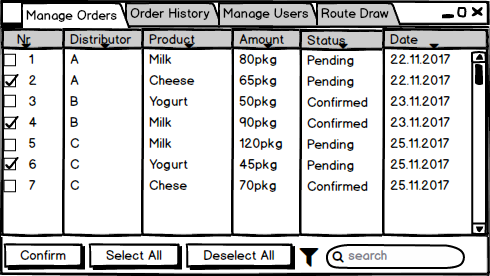 Manage Orders Order History Manage Users Route Draw
Nr Distributor Product Amount Status Date
1 A Milk 80pkg Pending 22.11.2017
2 A Cheese 65pkg Pending 22.11.2017
3 B Yogurt 50pkg Confirmed 23.11.2017
4 B Milk 90pkg Confirmed 23.11.2017
5 C Milk 120pkg Pending 25.11.2017
6 C Yogurt 45pkg Pending 25.11.2017
7 C Chese 70pkg Confirmed 25.11.2017
Confirm Select All Deselect All search